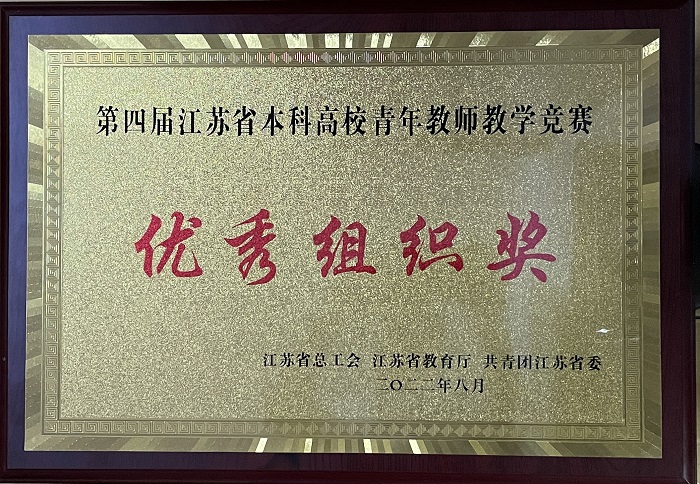 第四届江苏省本科高校青年教师教学竞赛
优秀组织奖
江苏省总工会 江苏省教育厅 共青团江苏省委
二〇二二年八月